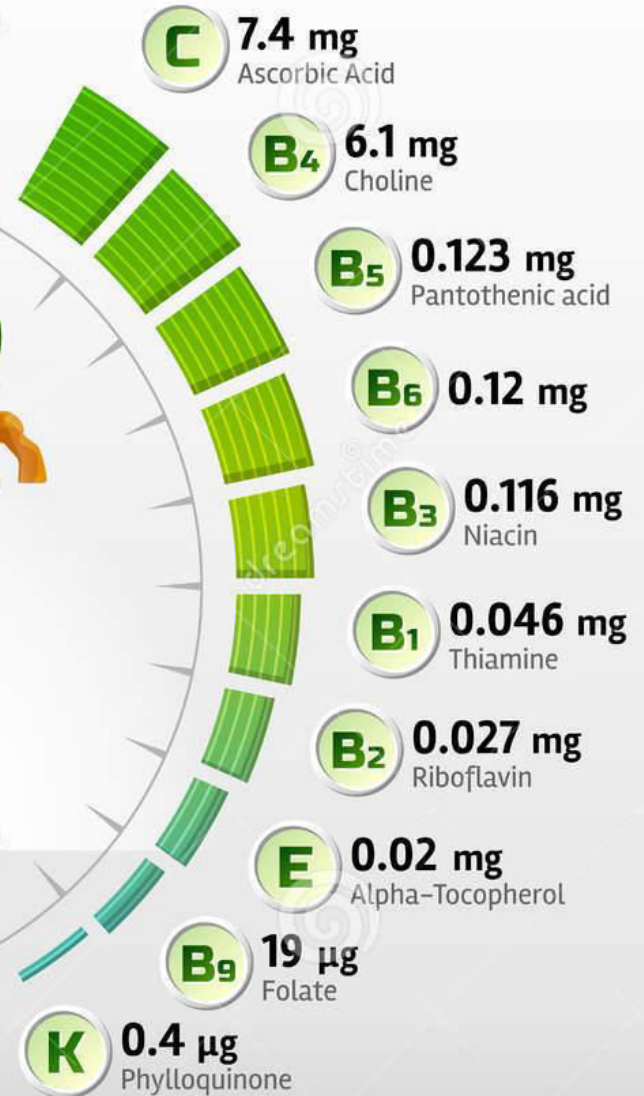 C 7.4 mg
Ascorbic Acid
B4 6.1 mg
Choline
B5 0.123 mg
Pantothenic acid
B6 0.12 mg
B3 0.116 mg
Niacin
B1 0.046 mg
Thiamine
B2 0.027 mg
Riboflavin
E 0.02 mg
Alpha-Tocopherol
B9 19 µg
Folate
K 0.4 µg
Phylloquinone
dreamstime